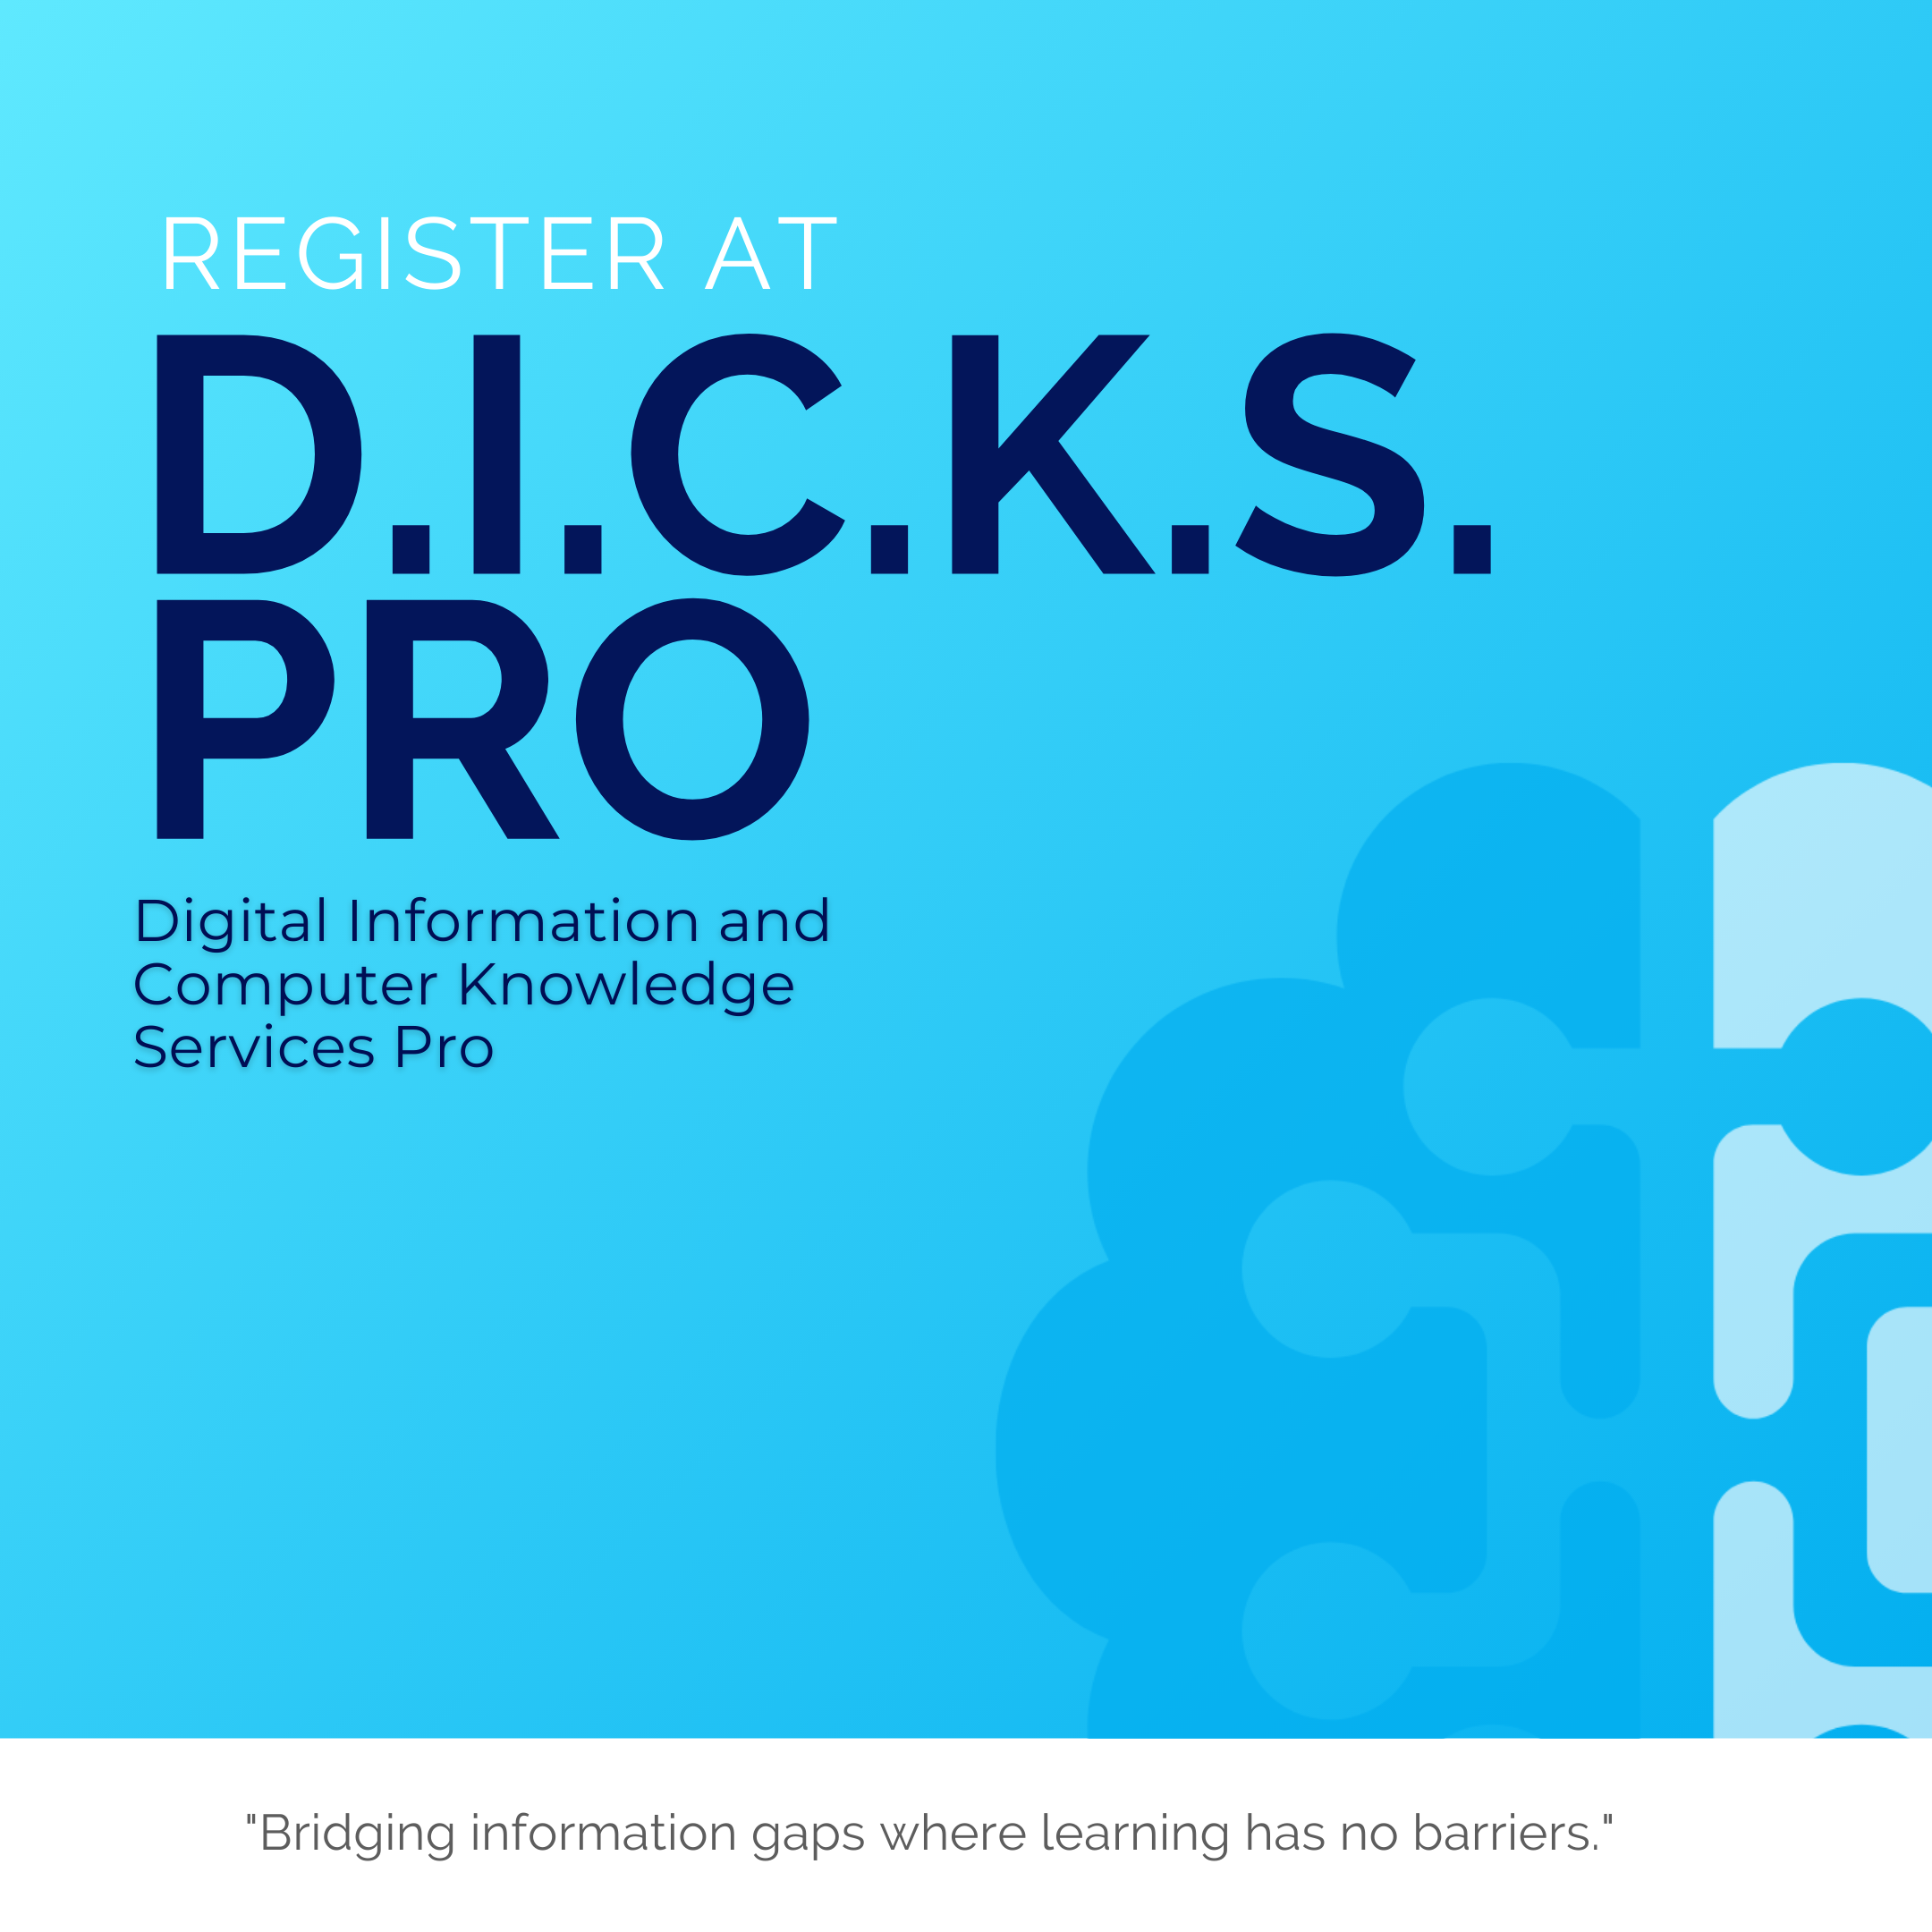 REGISTER AT
D.I.C.K.S.
PRO
Digital Information and
Computer Knowledge
Services Pro
"Bridging information gaps where learning has no barriers."